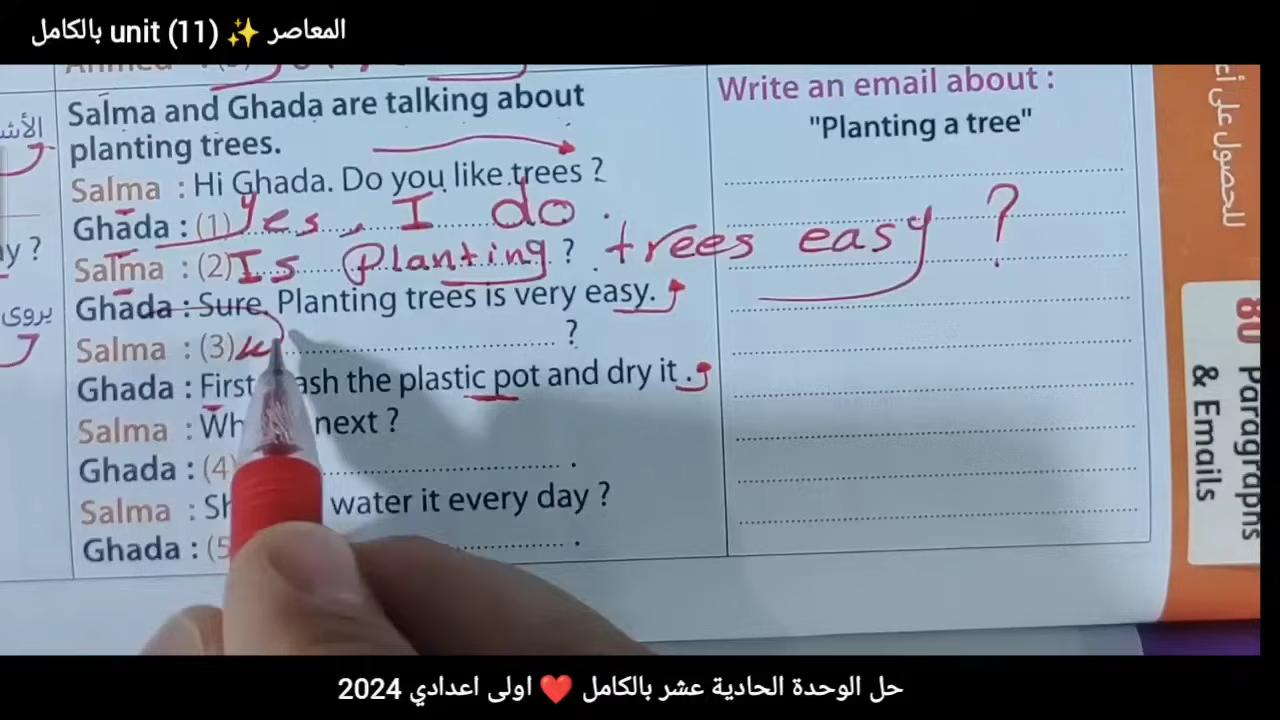 المعاصر ✨ unit (11) بالكامل
Salma and Ghada are talking about
planting trees.
Salma : Hi Ghada. Do you like trees ?
Ghada : (1) Yes, I do .
Salma : (2) Is Planting ? trees easy ?
Ghada : Sure. Planting trees is very easy.
Salma : (3) ?
Ghada : First the plastic pot and dry it .
Salma : next ?
Ghada : (4) .
Salma : water it every day ?
Ghada : (5 .
Write an email about :
"Planting a tree"
للحصول على
80 Paragraphs
& Emails
يروى
حل الوحدة الحادية عشر بالكامل ❤️ اولى اعدادي 2024